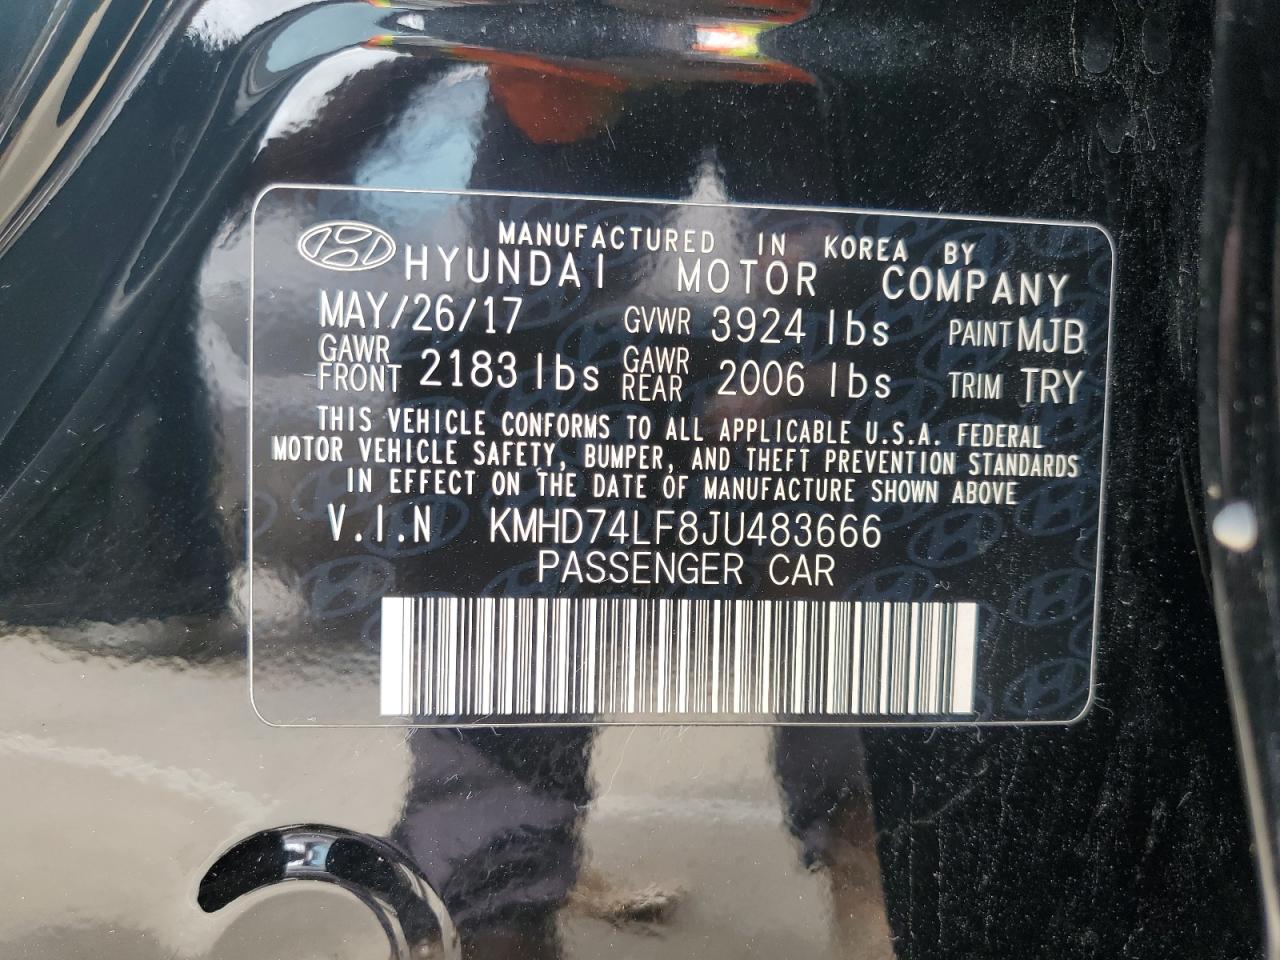 MANUFACTURED IN KOREA BY
HYUNDAI MOTOR COMPANY
MAY/26/17 GVWR 3924 lbs PAINT MJB
GAWR FRONT 2183 lbs GAWR REAR 2006 lbs TRIM TRY
THIS VEHICLE CONFORMS TO ALL APPLICABLE U.S.A. FEDERAL
MOTOR VEHICLE SAFETY, BUMPER, AND THEFT PREVENTION STANDARDS
IN EFFECT ON THE DATE OF MANUFACTURE SHOWN ABOVE
V.I.N KMHD74LF8JU483666
PASSENGER CAR